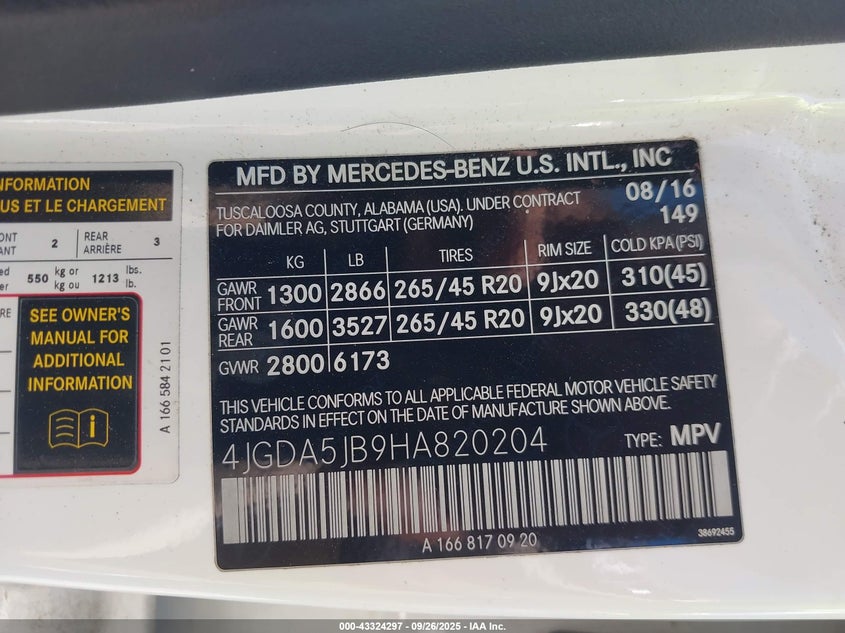 NFORMATION
US ET LE CHARGEMENT
ONT 2 REAR 3
ANT ARRIÈRE
550 kg or 1213 lbs.
kg ou lb.
SEE OWNER'S
MANUAL FOR
ADDITIONAL
INFORMATION
A 166 584 21 01
MFD BY MERCEDES-BENZ U.S. INTL., INC
TUSCALOOSA COUNTY, ALABAMA (USA). UNDER CONTRACT 08/16
FOR DAIMLER AG, STUTTGART (GERMANY) 149
KG LB TIRES RIM SIZE COLD KPA (PSI)
GAWR FRONT 1300 2866 265/45 R20 9Jx20 310(45)
GAWR REAR 1600 3527 265/45 R20 9Jx20 330(48)
GVWR 2800 6173
THIS VEHICLE CONFORMS TO ALL APPLICABLE FEDERAL MOTOR VEHICLE SAFETY
STANDARDS IN EFFECT ON THE DATE OF MANUFACTURE SHOWN ABOVE.
4JGDA5JB9HA820204 TYPE: MPV
A 166 817 09 20
38692455
000-43324297 - 09/26/2025 - IAA Inc.